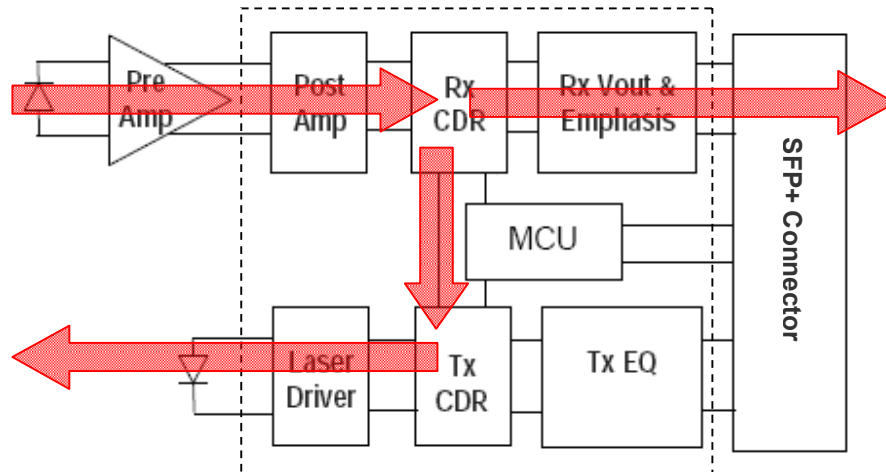 Pre
Amp
Post
Amp
Rx
CDR
Rx Vout &
Emphasis
SFP+ Connector
MCU
Laser
Driver
Tx
CDR
Tx EQ